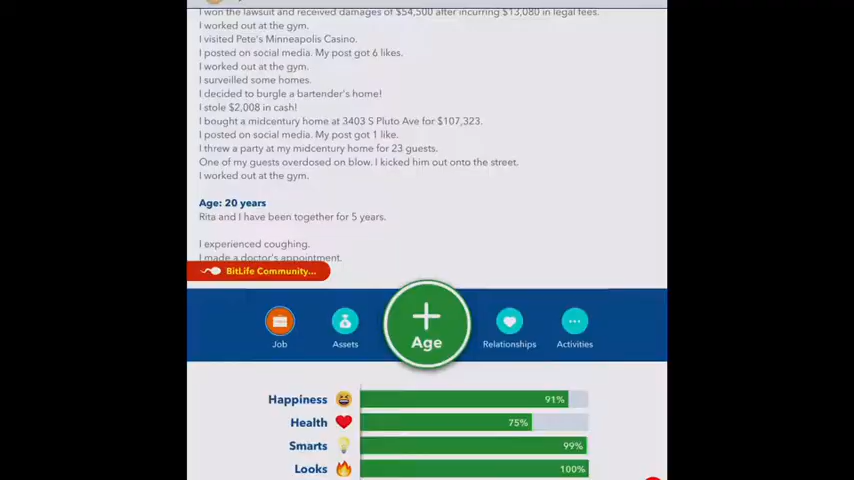 I won the lawsuit and received damages of $54,500 after incurring $13,080 in legal fees.
I worked out at the gym.
I visited Pete's Minneapolis Casino.
I posted on social media. My post got 6 likes.
I worked out at the gym.
I surveilled some homes.
I decided to burgle a bartender's home!
I stole $2,008 in cash!
I bought a midcentury home at 3403 S Pluto Ave for $107,323.
I posted on social media. My post got 1 like.
I threw a party at my midcentury home for 23 guests.
One of my guests overdosed on blow. I kicked him out onto the street.
I worked out at the gym.
Age: 20 years
Rita and I have been together for 5 years.
I experienced coughing.
I made a doctor's appointment.
BitLife Community...
Job
Assets
Age
Relationships
Activities
Happiness 91%
Health 75%
Smarts 99%
Looks 100%